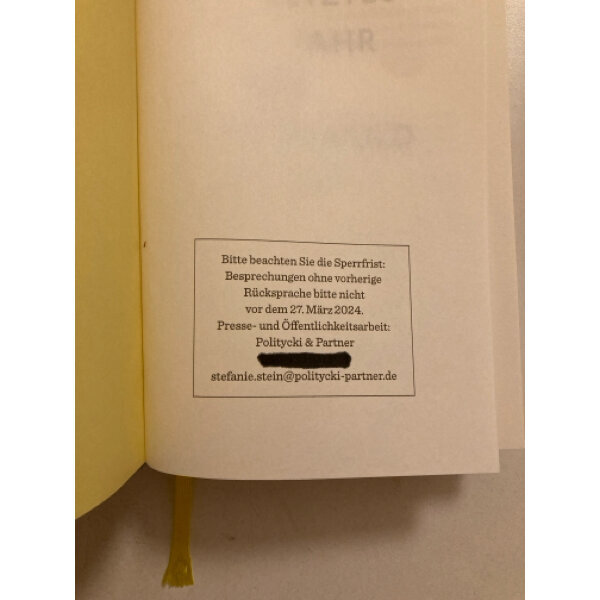 AHR
Bitte beachten Sie die Sperrfrist:
Besprechungen ohne vorherige
Rücksprache bitte nicht
vor dem 27. März 2024.
Presse- und Öffentlichkeitsarbeit:
Politycki & Partner
stefanie.stein@politycki-partner.de